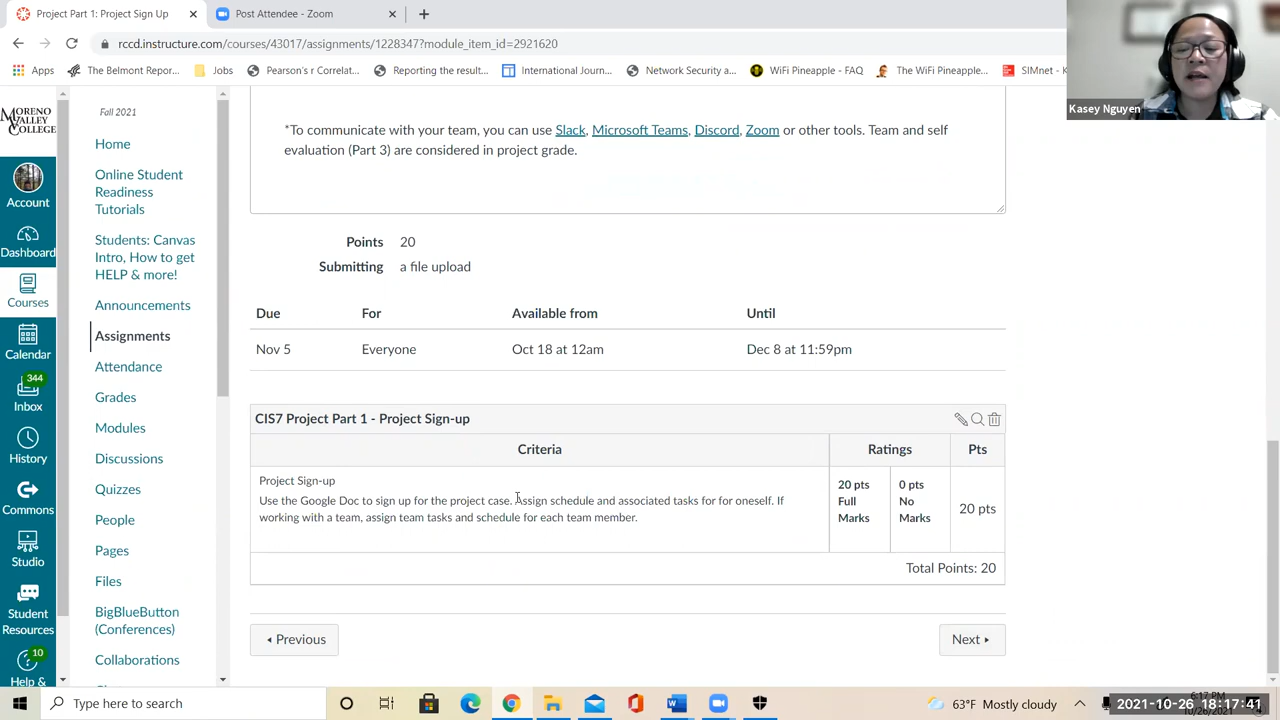 Project Part 1: Project Sign Up
Post Attendee - Zoom
rccd.instructure.com/courses/43017/assignments/1228347?module_item_id=2921620
Apps
The Belmont Repor...
Jobs
Pearson's r Correlat...
Reporting the result...
International Journ...
Network Security a...
WiFi Pineapple - FAQ
The WiFi Pineapple...
SIMnet - K
Kasey Nguyen
MORENO
VALLEY
COLLEGE
Account
Dashboard
Courses
Calendar
344
Inbox
History
Commons
Studio
Student
Resources
10
Help &
Fall 2021
Home
Online Student
Readiness
Tutorials
Students: Canvas
Intro, How to get
HELP & more!
Announcements
Assignments
Attendance
Grades
Modules
Discussions
Quizzes
People
Pages
Files
BigBlueButton
(Conferences)
Collaborations
*To communicate with your team, you can use Slack, Microsoft Teams, Discord, Zoom or other tools. Team and self
evaluation (Part 3) are considered in project grade.
Points 20
Submitting a file upload
Due For Available from Until
Nov 5 Everyone Oct 18 at 12am Dec 8 at 11:59pm
CIS7 Project Part 1 - Project Sign-up
Criteria Ratings Pts
Project Sign-up
Use the Google Doc to sign up for the project case. Assign schedule and associated tasks for for oneself. If
working with a team, assign team tasks and schedule for each team member.
20 pts
Full
Marks
0 pts
No
Marks
20 pts
Total Points: 20
Previous
Next
Type here to search
63°F Mostly cloudy
6:17 PM
2021-10-26 18:17:41